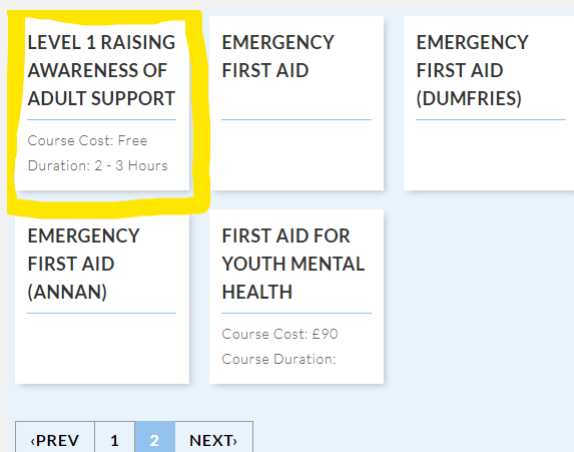 LEVEL 1 RAISING
AWARENESS OF
ADULT SUPPORT
Course Cost: Free
Duration: 2 - 3 Hours
EMERGENCY
FIRST AID
EMERGENCY
FIRST AID
(DUMFRIES)
EMERGENCY
FIRST AID
(ANNAN)
FIRST AID FOR
YOUTH MENTAL
HEALTH
Course Cost: £90
Course Duration:
‹PREV 1 2 NEXT›